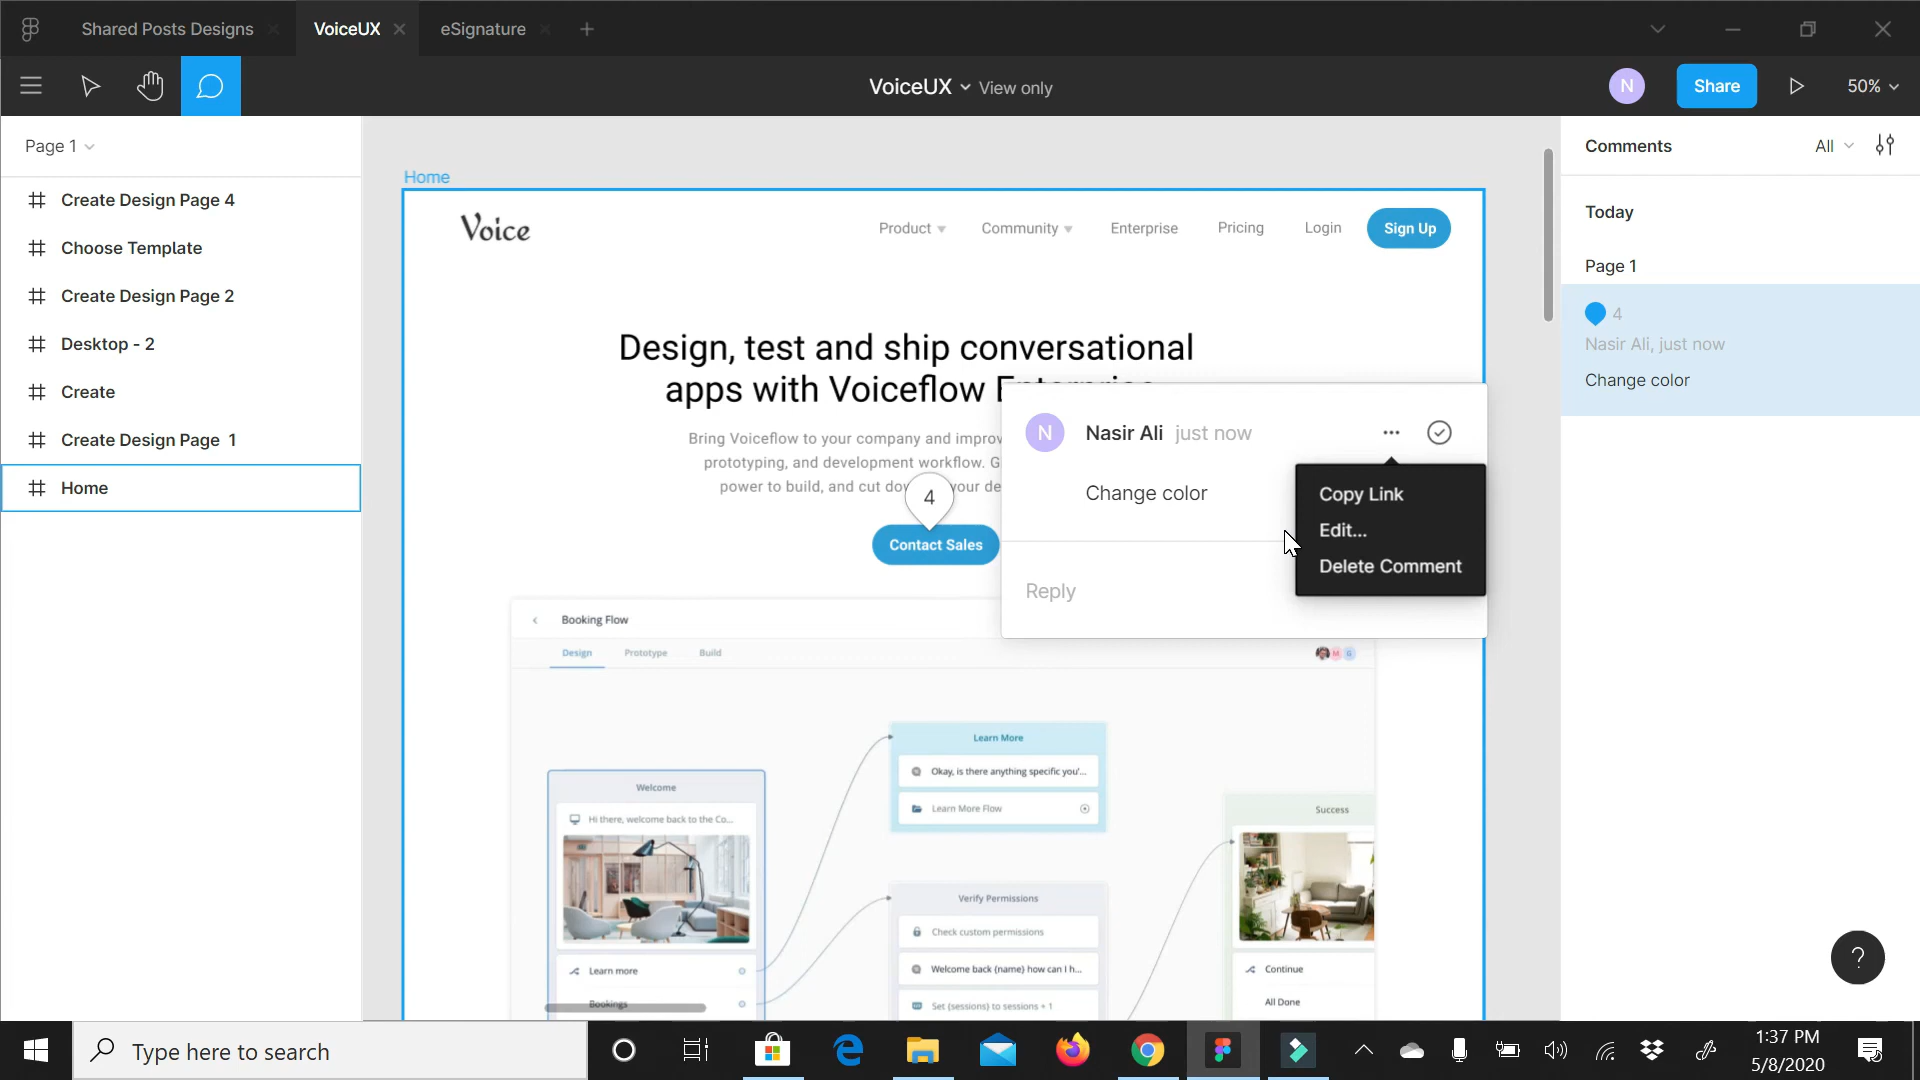 Shared Posts Designs
VoiceUX
eSignature
VoiceUX
View only
N
Share
50%
Page 1
Create Design Page 4
Choose Template
Create Design Page 2
Desktop - 2
Create
Create Design Page 1
Home
Home
Voice
Product
Community
Enterprise
Pricing
Login
Sign Up
Design, test and ship conversational
apps with Voiceflow
Bring Voiceflow to your company and
prototyping, and development workflow.
power to build, and cut
your
4
Contact Sales
N
Nasir Ali just now
Change color
Reply
Copy Link
Edit...
Delete Comment
Booking Flow
Design
Prototype
Build
M
G
Welcome
Hi there, welcome back to the Co...
Learn more
Bookings
Learn More
Okay, is there anything specific you'...
Learn More Flow
Verify Permissions
Check custom permissions
Welcome back {name} how can I h...
Set {sessions} to sessions + 1
Success
Continue
All Done
Comments
All
Today
Page 1
4
Nasir Ali, just now
Change color
?
Type here to search
1:37 PM
5/8/2020